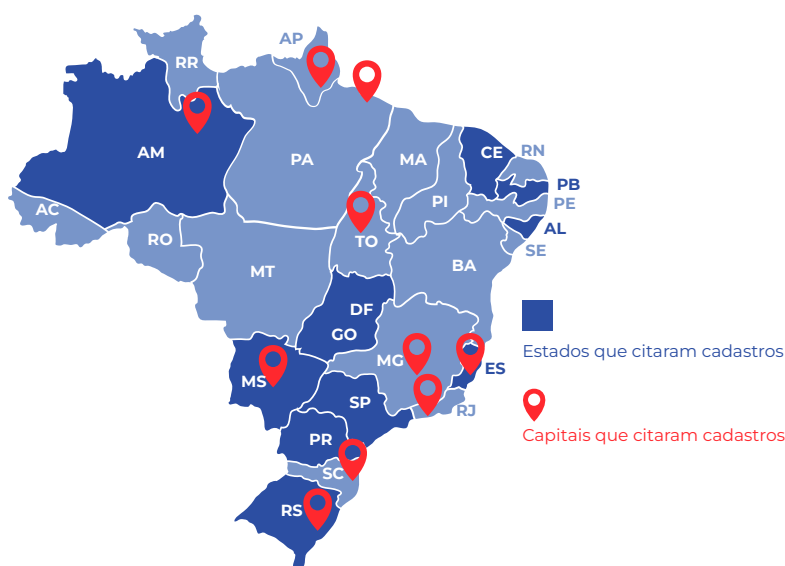 AP
RR
AM
PA
MA
CE
RN
PB
PE
AL
SE
PI
AC
RO
TO
MT
BA
DF
GO
MG
ES
MS
SP
RJ
PR
SC
RS
Estados que citaram cadastros
Capitais que citaram cadastros